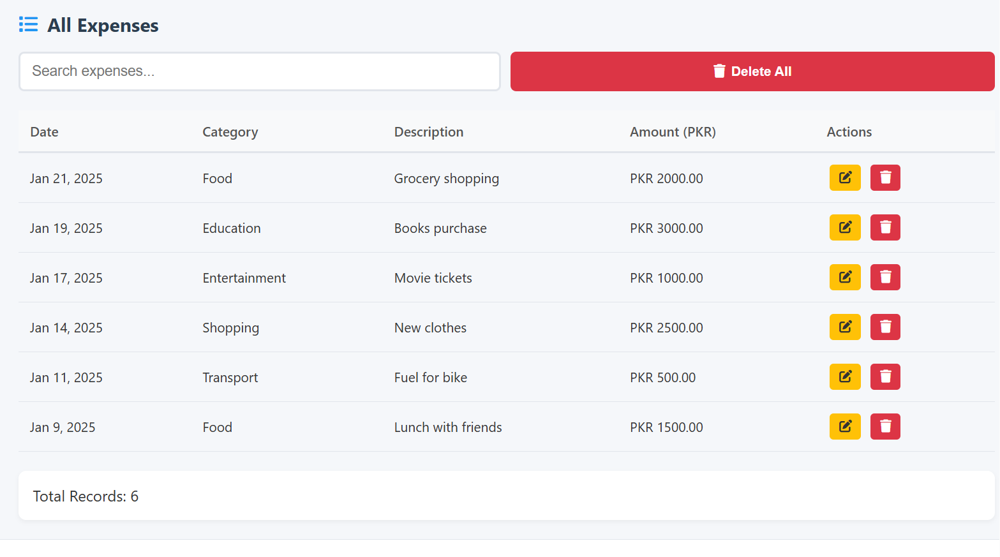 All Expenses
Search expenses...
Delete All
Date Category Description Amount (PKR) Actions
Jan 21, 2025 Food Grocery shopping PKR 2000.00
Jan 19, 2025 Education Books purchase PKR 3000.00
Jan 17, 2025 Entertainment Movie tickets PKR 1000.00
Jan 14, 2025 Shopping New clothes PKR 2500.00
Jan 11, 2025 Transport Fuel for bike PKR 500.00
Jan 9, 2025 Food Lunch with friends PKR 1500.00
Total Records: 6